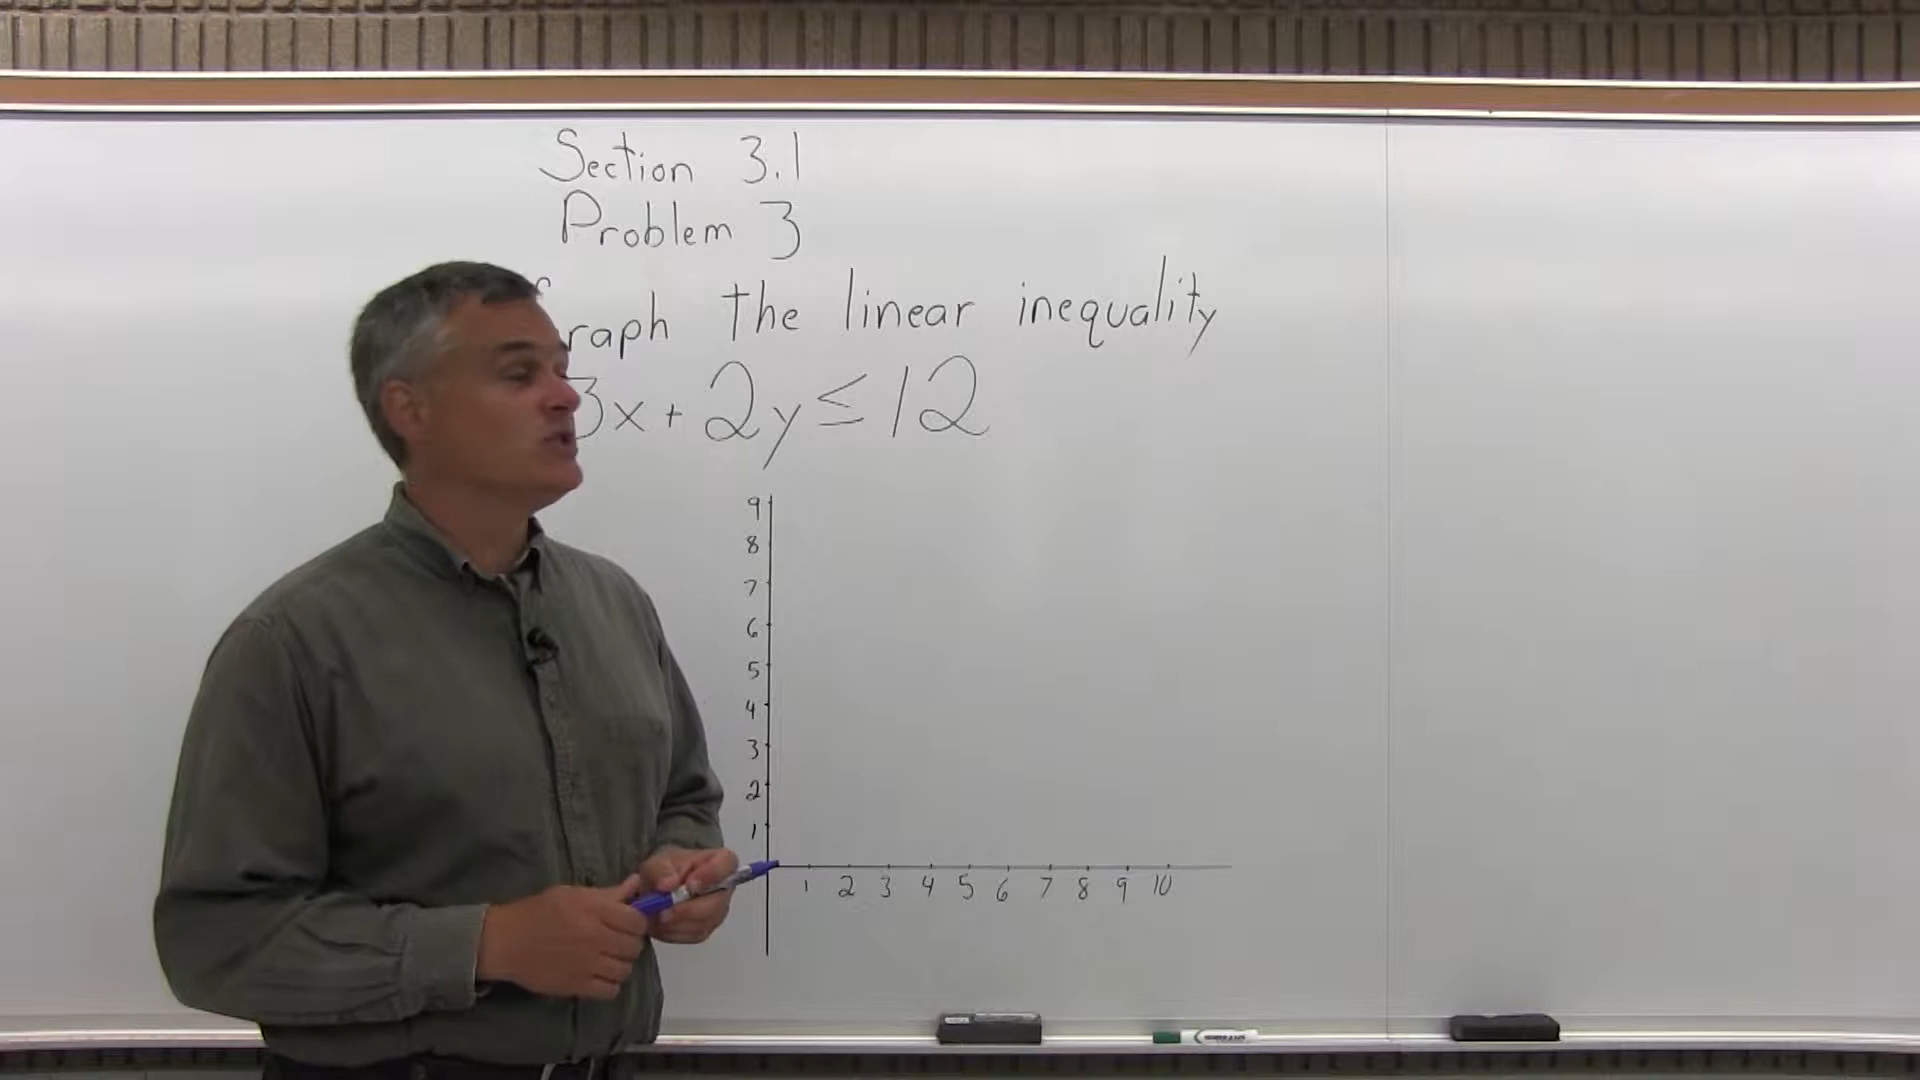 Section 3.1
Problem 3
raph the linear inequality
3x + 2y ≤ 12
9
8
7
6
5
4
3
2
1
1 2 3 4 5 6 7 8 9 10